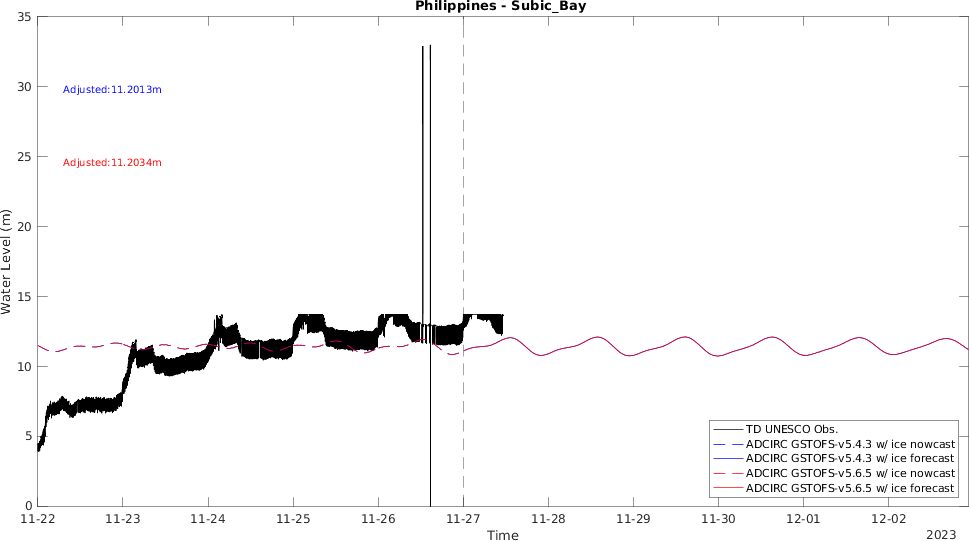 Philippines - Subic_Bay
35
30
25
20
15
10
5
0
Water Level (m)
Adjusted:11.2013m
Adjusted:11.2034m
TD UNESCO Obs.
ADCIRC GSTOFS-v5.4.3 w/ ice nowcast
ADCIRC GSTOFS-v5.4.3 w/ ice forecast
ADCIRC GSTOFS-v5.6.5 w/ ice nowcast
ADCIRC GSTOFS-v5.6.5 w/ ice forecast
11-22 11-23 11-24 11-25 11-26 11-27 11-28 11-29 11-30 12-01 12-02
Time
2023